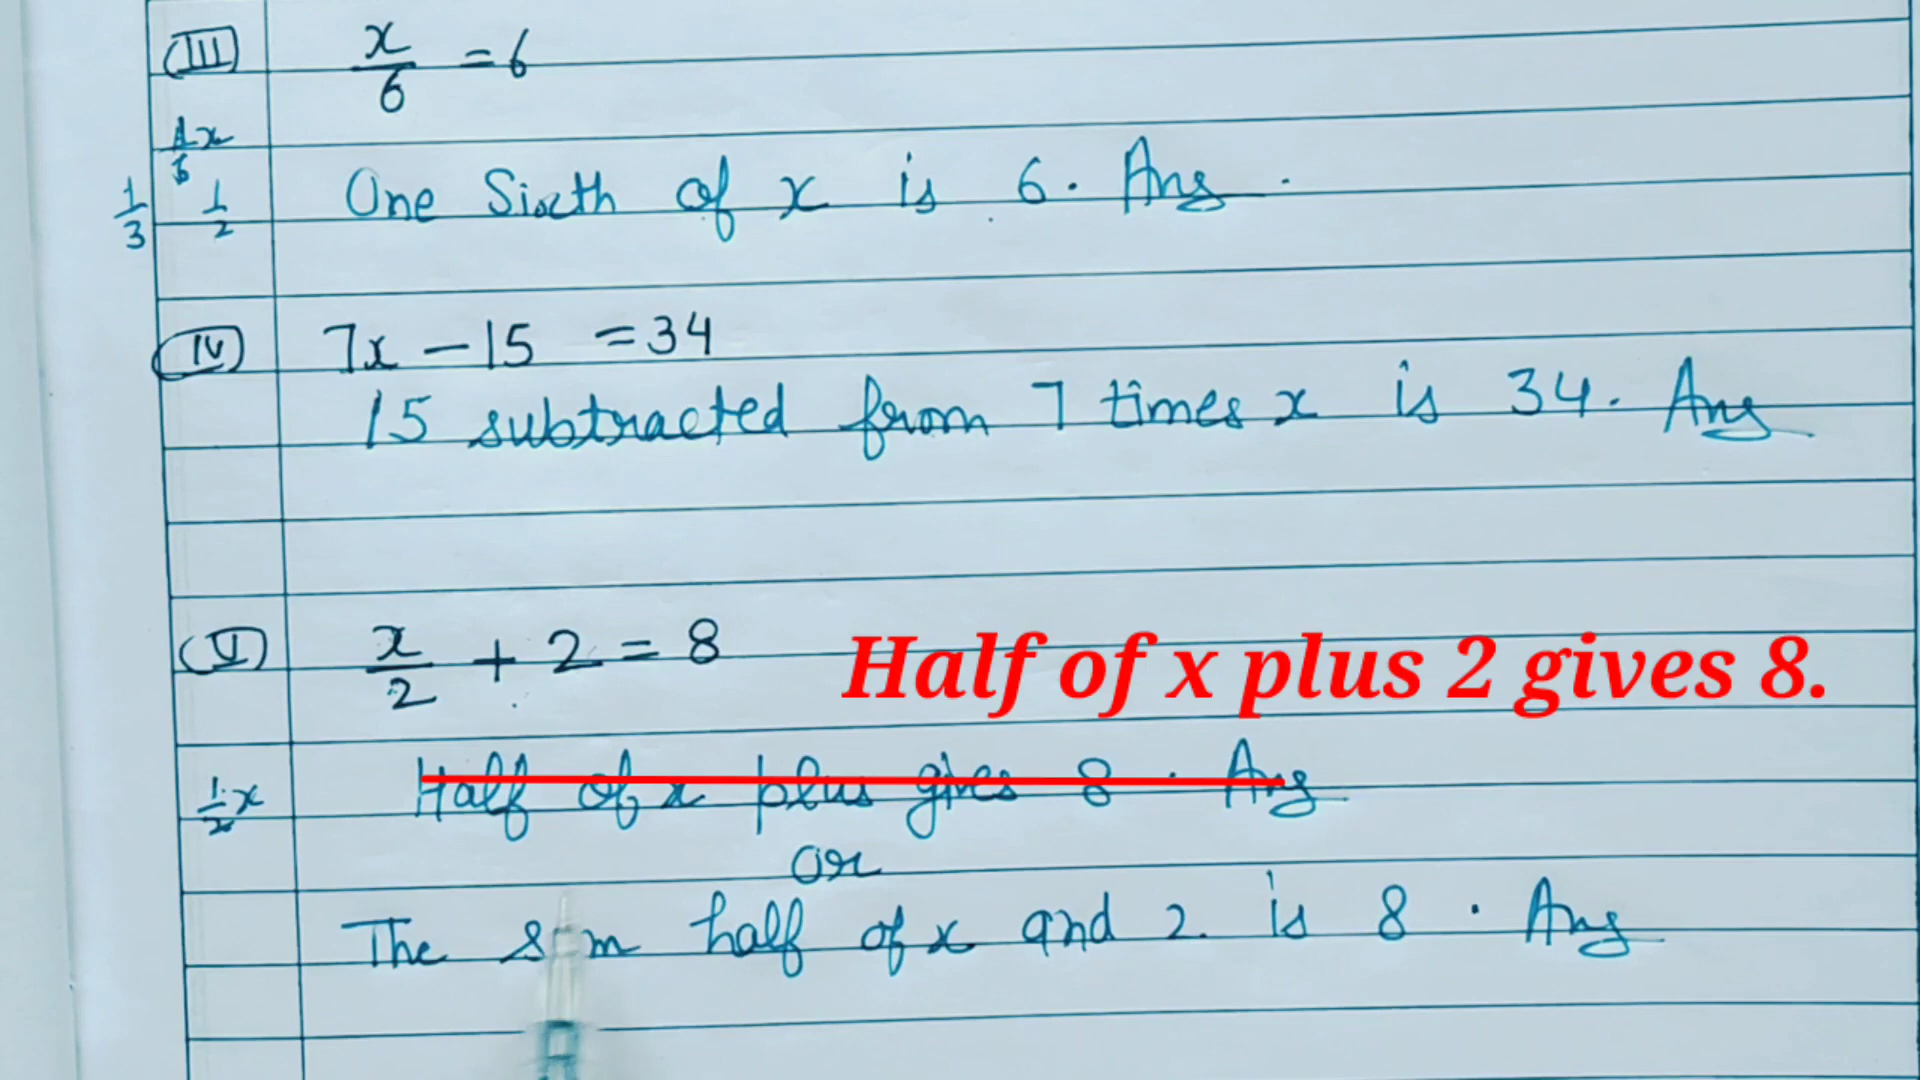 (III) x/6 = 6
1/6 x
1/3 1/2 One Sixth of x is 6. Ans.
(IV) 7x - 15 = 34
15 subtracted from 7 times x is 34. Ans
(V) x/2 + 2 = 8 Half of x plus 2 gives 8.
1/2 x Half of x plus gives 8. Ans
or
The sum half of x and 2 is 8. Ans